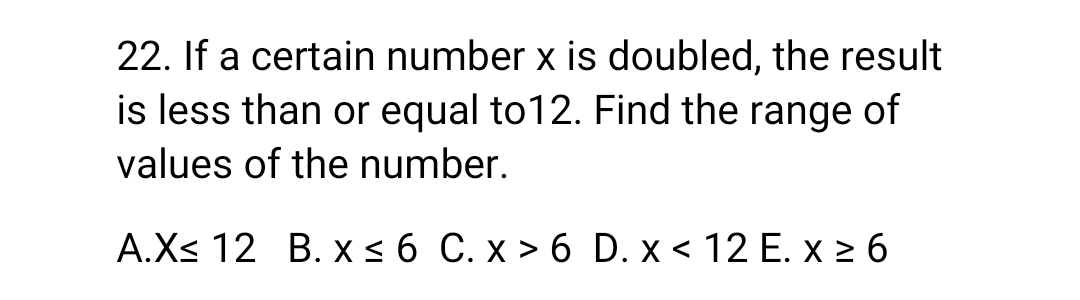 22. If a certain number x is doubled, the result
is less than or equal to12. Find the range of
values of the number.
A.X≤ 12 B. x ≤ 6 C. x > 6 D. x < 12 E. x ≥ 6